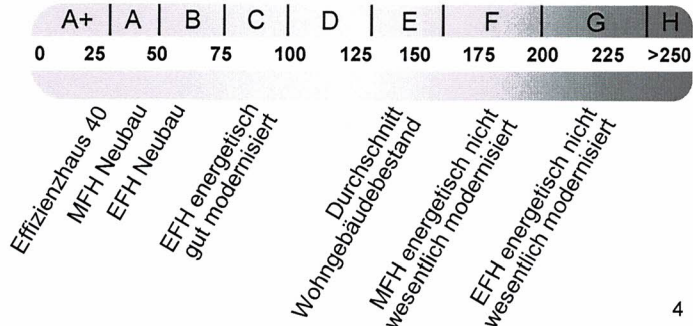 A+ | A | B | C | D | E | F | G | H
0 25 50 75 100 125 150 175 200 225 >250
Effizienzhaus 40
MFH Neubau
EFH Neubau
EFH energetisch
gut modernisiert
Durchschnitt
Wohngebäudebestand
MFH energetisch nicht
wesentlich modernisiert
EFH energetisch nicht
wesentlich modernisiert
4